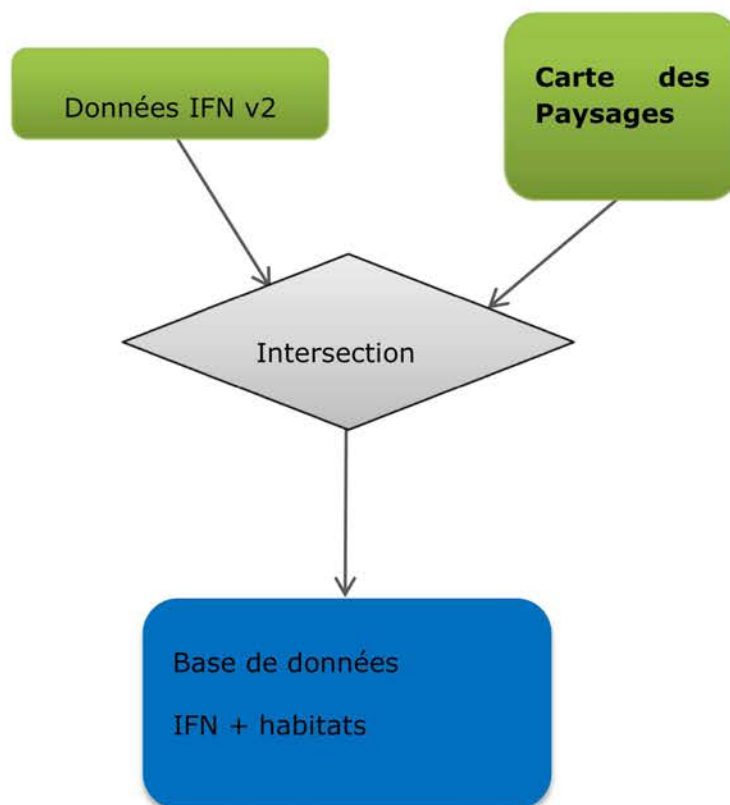 Données IFN v2
Carte des
Paysages
Intersection
Base de données
IFN + habitats